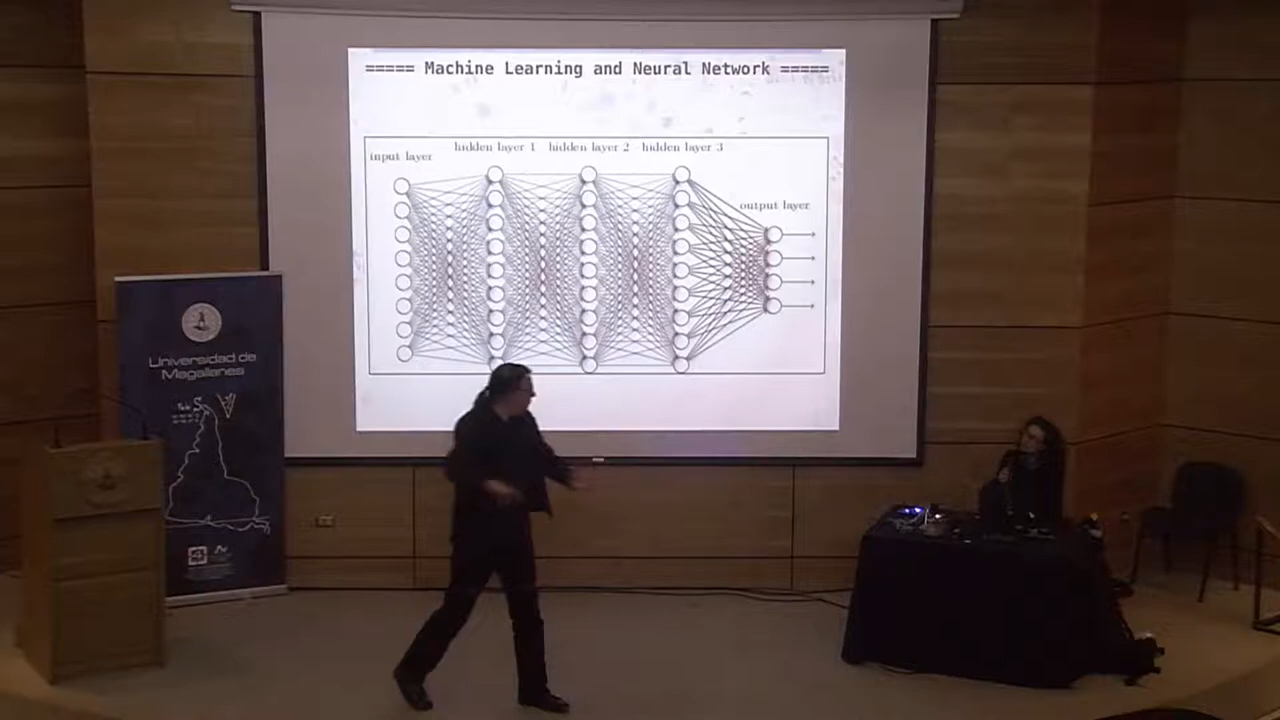 ===== Machine Learning and Neural Network =====
hidden layer 1 hidden layer 2 hidden layer 3
input layer
output layer
Universidad de
Magallanes